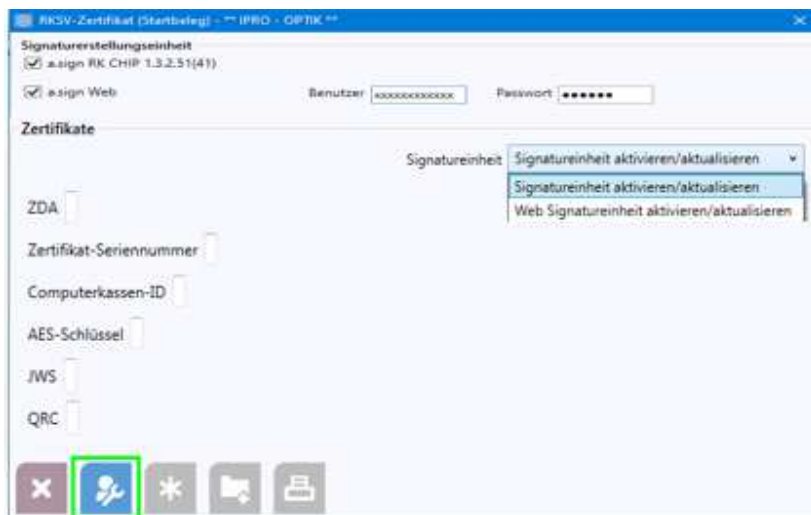 RKSV-Zertifikat (Startbeleg) - ** IPRO - OPTIK **
Signaturerstellungseinheit
a.sign RK CHIP 1.3.2.51(41)
a.sign Web Benutzer xxxxxxxxxxxx Passwort ●●●●●●
Zertifikate
Signatureinheit Signatureinheit aktivieren/aktualisieren
Signatureinheit aktivieren/aktualisieren
Web Signatureinheit aktivieren/aktualisieren
ZDA
Zertifikat-Seriennummer
Computerkassen-ID
AES-Schlüssel
JWS
QRC